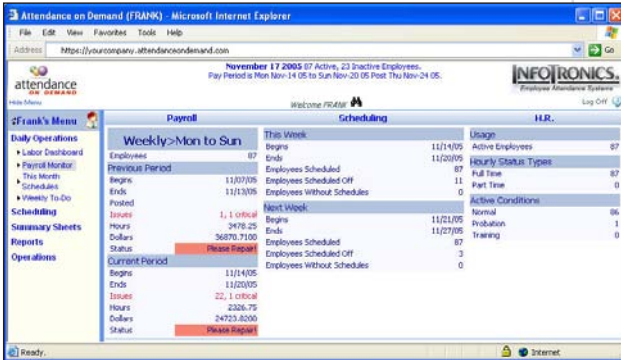 Attendance on Demand (FRANK) - Microsoft Internet Explorer
File Edit View Favorites Tools Help
Address https://yourcompany.attendanceondemand.com Go
attendance
ON DEMAND
November 17 2005 87 Active, 23 Inactive Employees.
Pay Period is Mon Nov-14 05 to Sun Nov-20 05 Post Thu Nov-24 05.
INFOTRONICS.
Employee Attendance Systems
Hide Menu
Welcome FRANK
Log Off
Frank's Menu
Daily Operations
Labor Dashboard
Payroll Monitor
This Month Schedules
Weekly To-Do
Scheduling
Summary Sheets
Reports
Operations
Payroll
Weekly>Mon to Sun
Employees 87
Previous Period
Begins 11/07/05
Ends 11/13/05
Posted
Issues 1, 1 critical
Hours 3478.25
Dollars 36870.7100
Status Please Repair!
Current Period
Begins 11/14/05
Ends 11/20/05
Issues 22, 1 critical
Hours 2326.75
Dollars 24723.8200
Status Please Repair!
Scheduling
This Week
Begins 11/14/05
Ends 11/20/05
Employees Scheduled 87
Employees Scheduled Off 11
Employees Without Schedules 0
Next Week
Begins 11/21/05
Ends 11/27/05
Employees Scheduled 87
Employees Scheduled Off 3
Employees Without Schedules 0
H.R.
Usage
Active Employees 87
Hourly Status Types
Full Time 87
Part Time 0
Active Conditions
Normal 86
Probation 1
Training 0
Ready.
Internet